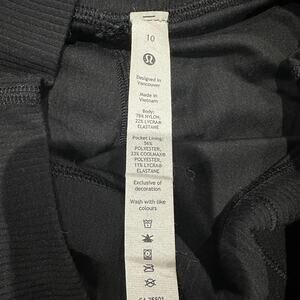 10
Designed in
Vancouver
Made in
Vietnam
Body:
78% NYLON,
22% LYCRA®
ELASTANE
Pocket Lining:
56%
POLYESTER,
33% COOLMAX®
POLYESTER,
11% LYCRA®
ELASTANE
Exclusive of
decoration
Wash with like
colours